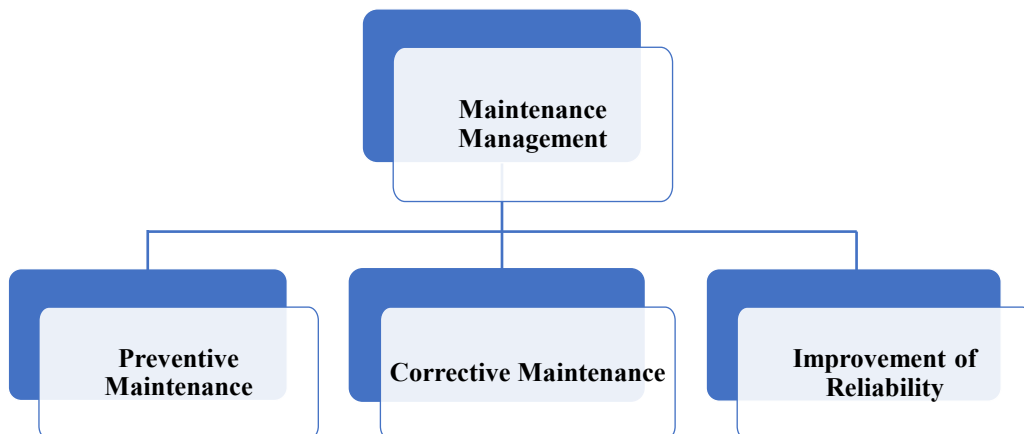 Maintenance
Management
Preventive
Maintenance
Corrective Maintenance
Improvement of
Reliability